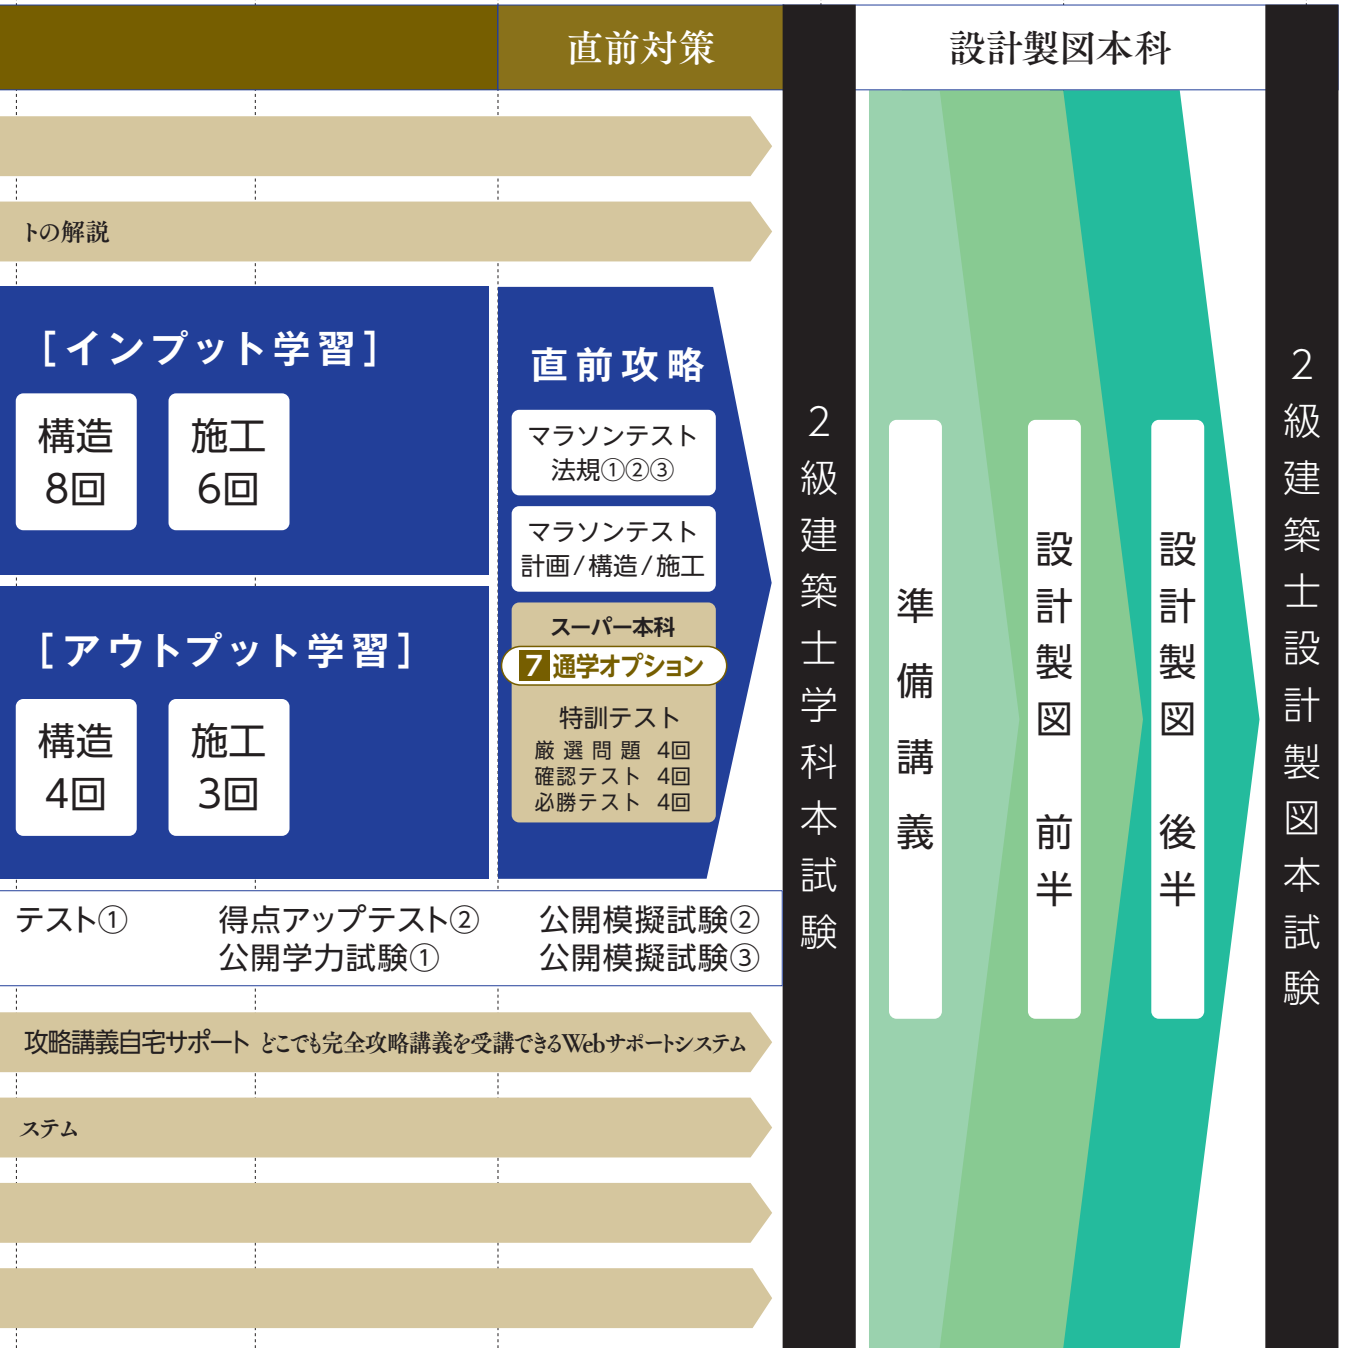 直前対策
設計製図本科
トの解説
[インプット学習]
構造
8回
施工
6回
[アウトプット学習]
構造
4回
施工
3回
直前攻略
マラソンテスト
法規①②③
マラソンテスト
計画/構造/施工
スーパー本科
7 通学オプション
特訓テスト
厳選問題 4回
確認テスト 4回
必勝テスト 4回
テスト①
得点アップテスト②
公開学力試験①
公開模擬試験②
公開模擬試験③
攻略講義自宅サポート どこでも完全攻略講義を受講できるWebサポートシステム
ステム
2級建築士学科本試験
準備講義
設計製図 前半
設計製図 後半
2級建築士設計製図本試験